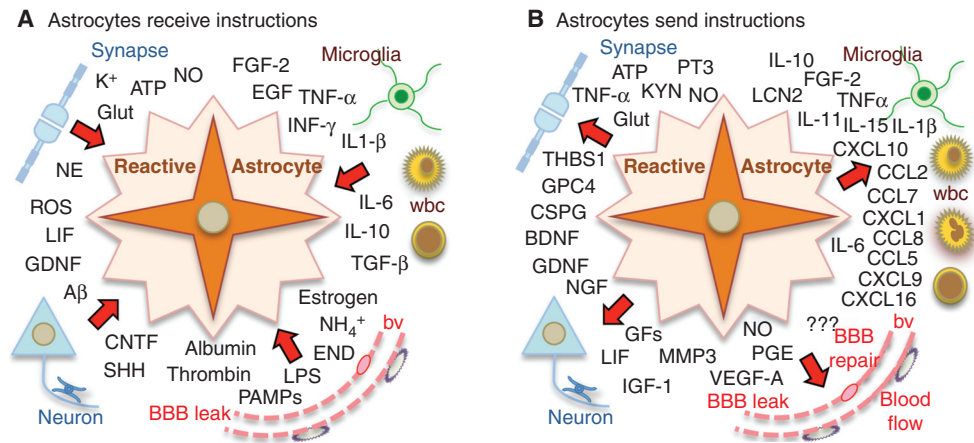 A Astrocytes receive instructions
Synapse
K+
ATP
NO
Glut
NE
FGF-2
EGF
TNF-α
INF-γ
IL1-β
Microglia
Reactive Astrocyte
IL-6
wbc
IL-10
TGF-β
ROS
LIF
GDNF
Aβ
CNTF
SHH
Neuron
Albumin
Thrombin
PAMPs
LPS
END
NH4+
Estrogen
BBB leak
bv
B Astrocytes send instructions
Synapse
ATP
PT3
TNF-α
KYN
NO
Glut
IL-10
Microglia
FGF-2
LCN2
TNFα
IL-11
IL-15
IL-1β
Reactive Astrocyte
CXCL10
CCL2
CCL7
wbc
CXCL1
IL-6
CCL8
CCL5
CXCL9
CXCL16
THBS1
GPC4
CSPG
BDNF
GDNF
NGF
GFs
LIF
IGF-1
MMP3
Neuron
NO
PGE
VEGF-A
???
BBB
repair
bv
BBB leak
Blood
flow